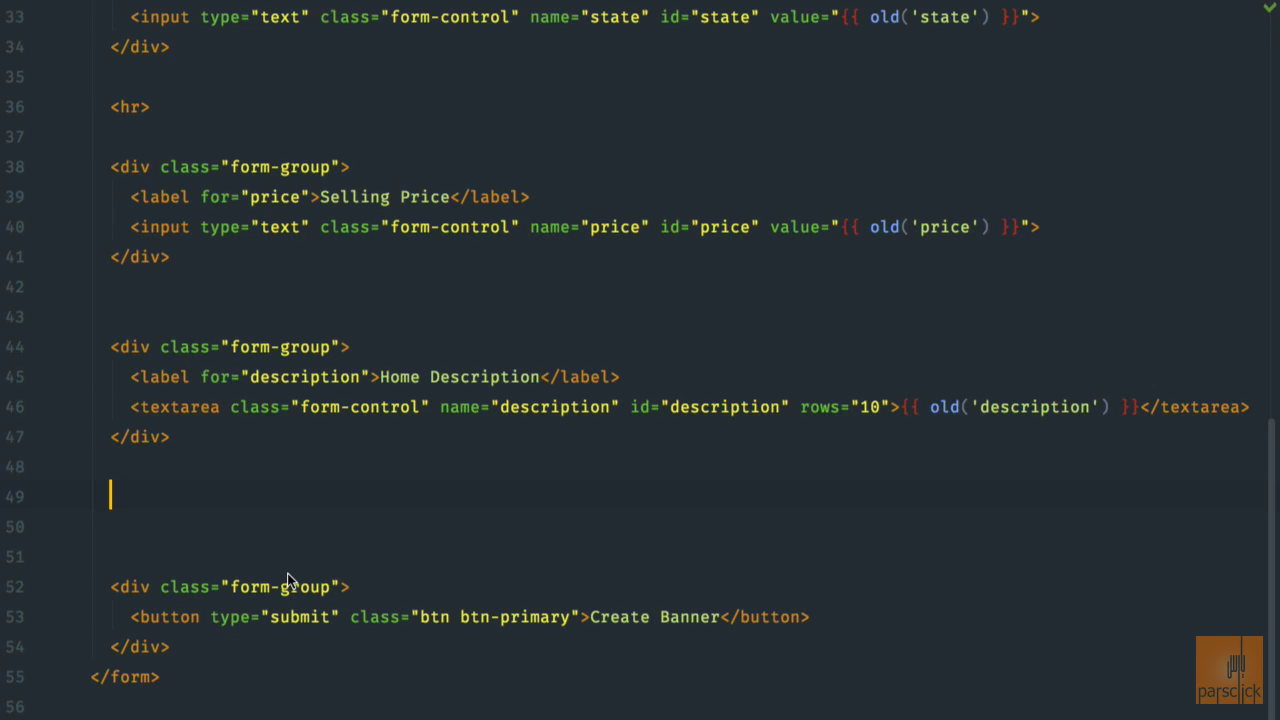 33 <input type="text" class="form-control" name="state" id="state" value="{{ old('state') }}">
34 </div>
35
36 <hr>
37
38 <div class="form-group">
39 <label for="price">Selling Price</label>
40 <input type="text" class="form-control" name="price" id="price" value="{{ old('price') }}">
41 </div>
42
43
44 <div class="form-group">
45 <label for="description">Home Description</label>
46 <textarea class="form-control" name="description" id="description" rows="10">{{ old('description') }}</textarea>
47 </div>
48
49
50
51
52 <div class="form-group">
53 <button type="submit" class="btn btn-primary">Create Banner</button>
54 </div>
55 </form>
56
parsclick